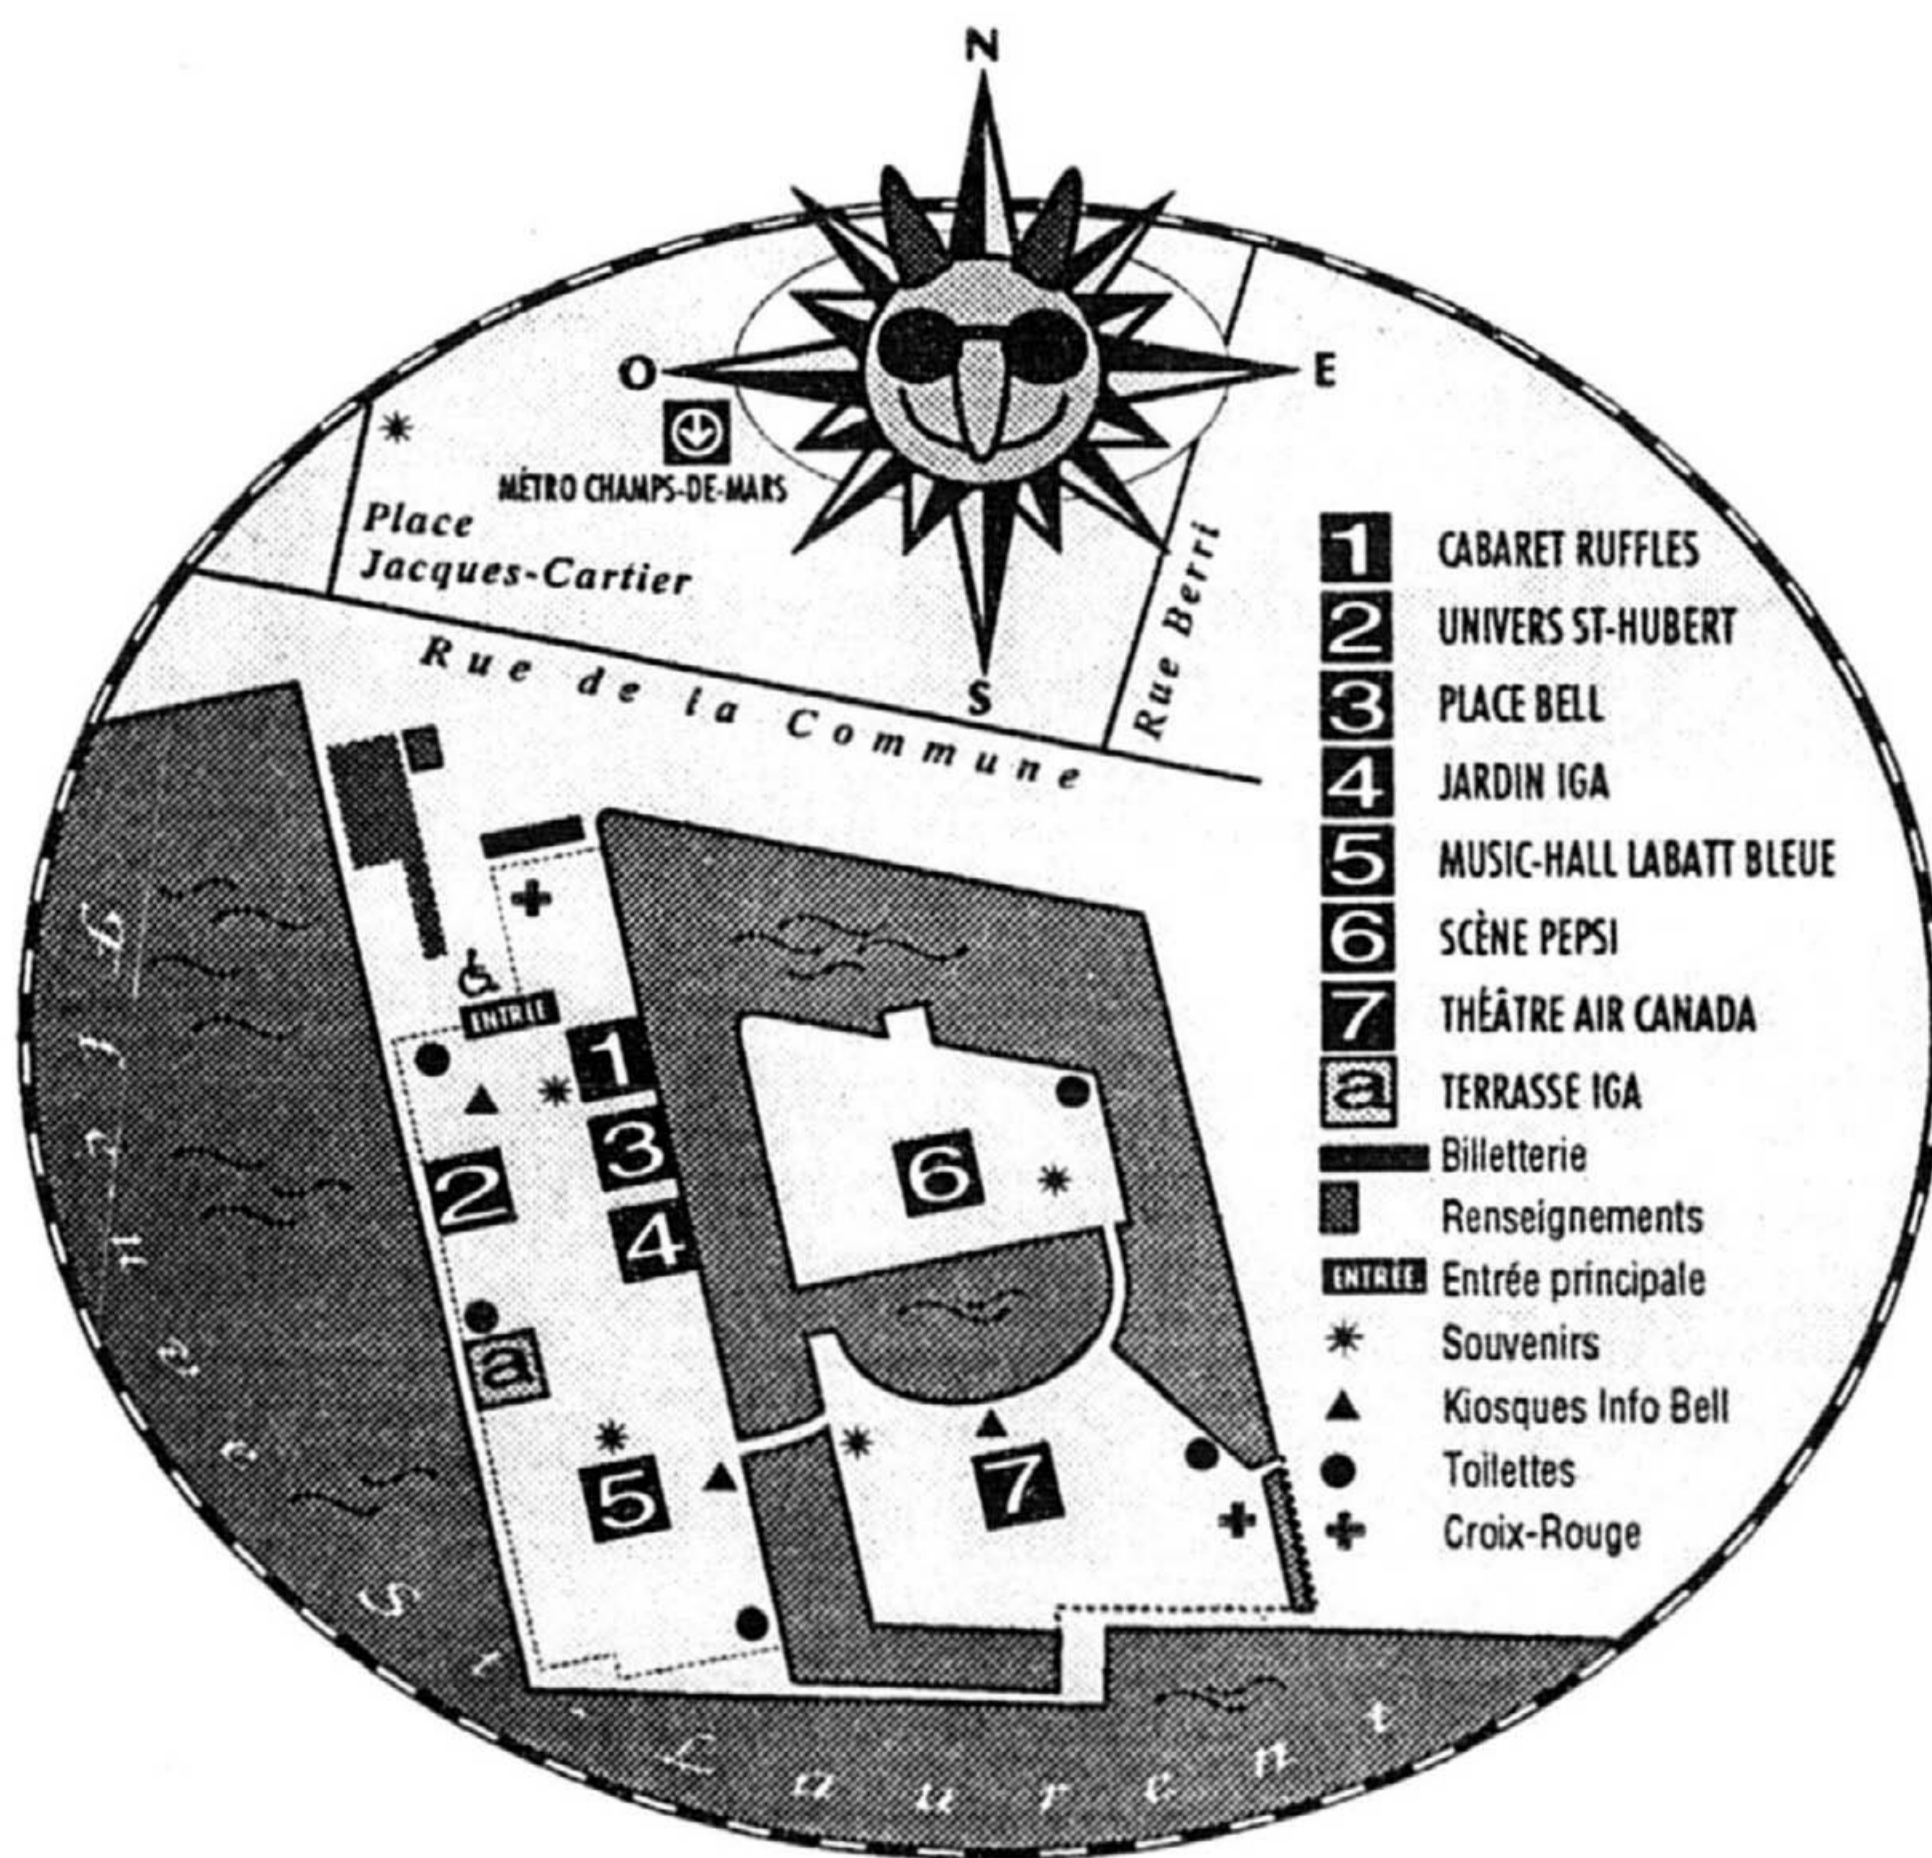 N
O
E
S
MÉTRO CHAMPS-DE-MARS
Place
Jacques-Cartier
Rue de la Commune
Rue Berri
1 CABARET RUFFLES
2 UNIVERS ST-HUBERT
3 PLACE BELL
4 JARDIN IGA
5 MUSIC-HALL LABATT BLEUE
6 SCÈNE PEPSI
7 THÉÂTRE AIR CANADA
a TERRASSE IGA
Billetterie
Renseignements
ENTRÉE Entrée principale
Souvenirs
Kiosques Info Bell
Toilettes
Croix-Rouge
ENTRÉE
1
3
2
4
6
a
5
7
Fleuve St-Laurent